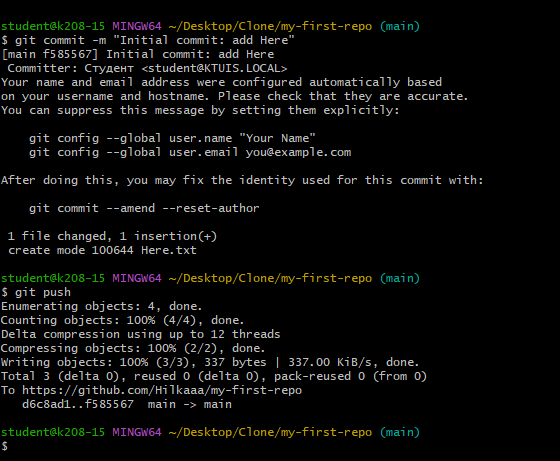 student@k208-15 MINGW64 ~/Desktop/Clone/my-first-repo (main)
$ git commit -m "Initial commit: add Here"
[main f585567] Initial commit: add Here
 Committer: Студент <student@KTUIS.LOCAL>
Your name and email address were configured automatically based
on your username and hostname. Please check that they are accurate.
You can suppress this message by setting them explicitly:

    git config --global user.name "Your Name"
    git config --global user.email you@example.com

After doing this, you may fix the identity used for this commit with:

    git commit --amend --reset-author

 1 file changed, 1 insertion(+)
 create mode 100644 Here.txt

student@k208-15 MINGW64 ~/Desktop/Clone/my-first-repo (main)
$ git push
Enumerating objects: 4, done.
Counting objects: 100% (4/4), done.
Delta compression using up to 12 threads
Compressing objects: 100% (2/2), done.
Writing objects: 100% (3/3), 337 bytes | 337.00 KiB/s, done.
Total 3 (delta 0), reused 0 (delta 0), pack-reused 0 (from 0)
To https://github.com/Hilkaaa/my-first-repo
   d6c8ad1..f585567  main -> main

student@k208-15 MINGW64 ~/Desktop/Clone/my-first-repo (main)
$